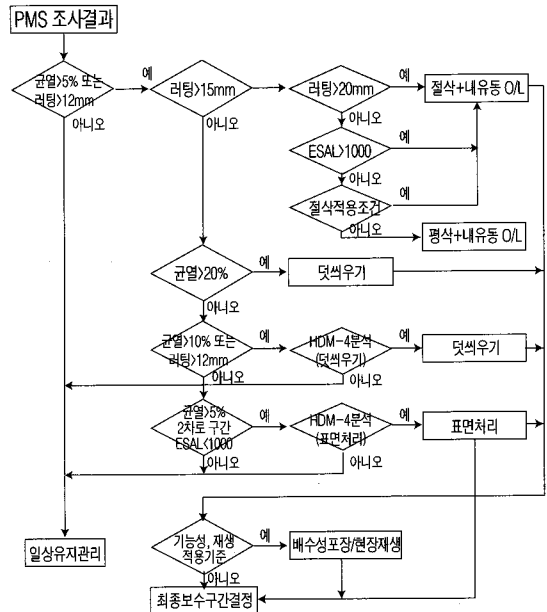 PMS 조사결과
균열>5% 또는
러팅>12mm
예
아니오
러팅>15mm
아니오
러팅>20mm
예
아니오
절삭+내유동 O/L
ESAL>1000
예
아니오
절삭적용조건
예
아니오
평삭+내유동 O/L
균열>20%
예
아니오
덧씌우기
균열>10% 또는
러팅>12mm
예
아니오
HDM-4분석
(덧씌우기)
예
아니오
덧씌우기
균열>5%
2차로 구간
ESAL<1000
예
아니오
HDM-4분석
(표면처리)
예
아니오
표면처리
일상유지관리
기능성, 재생
적용기준
예
아니오
배수성포장/현장재생
최종보수구간결정